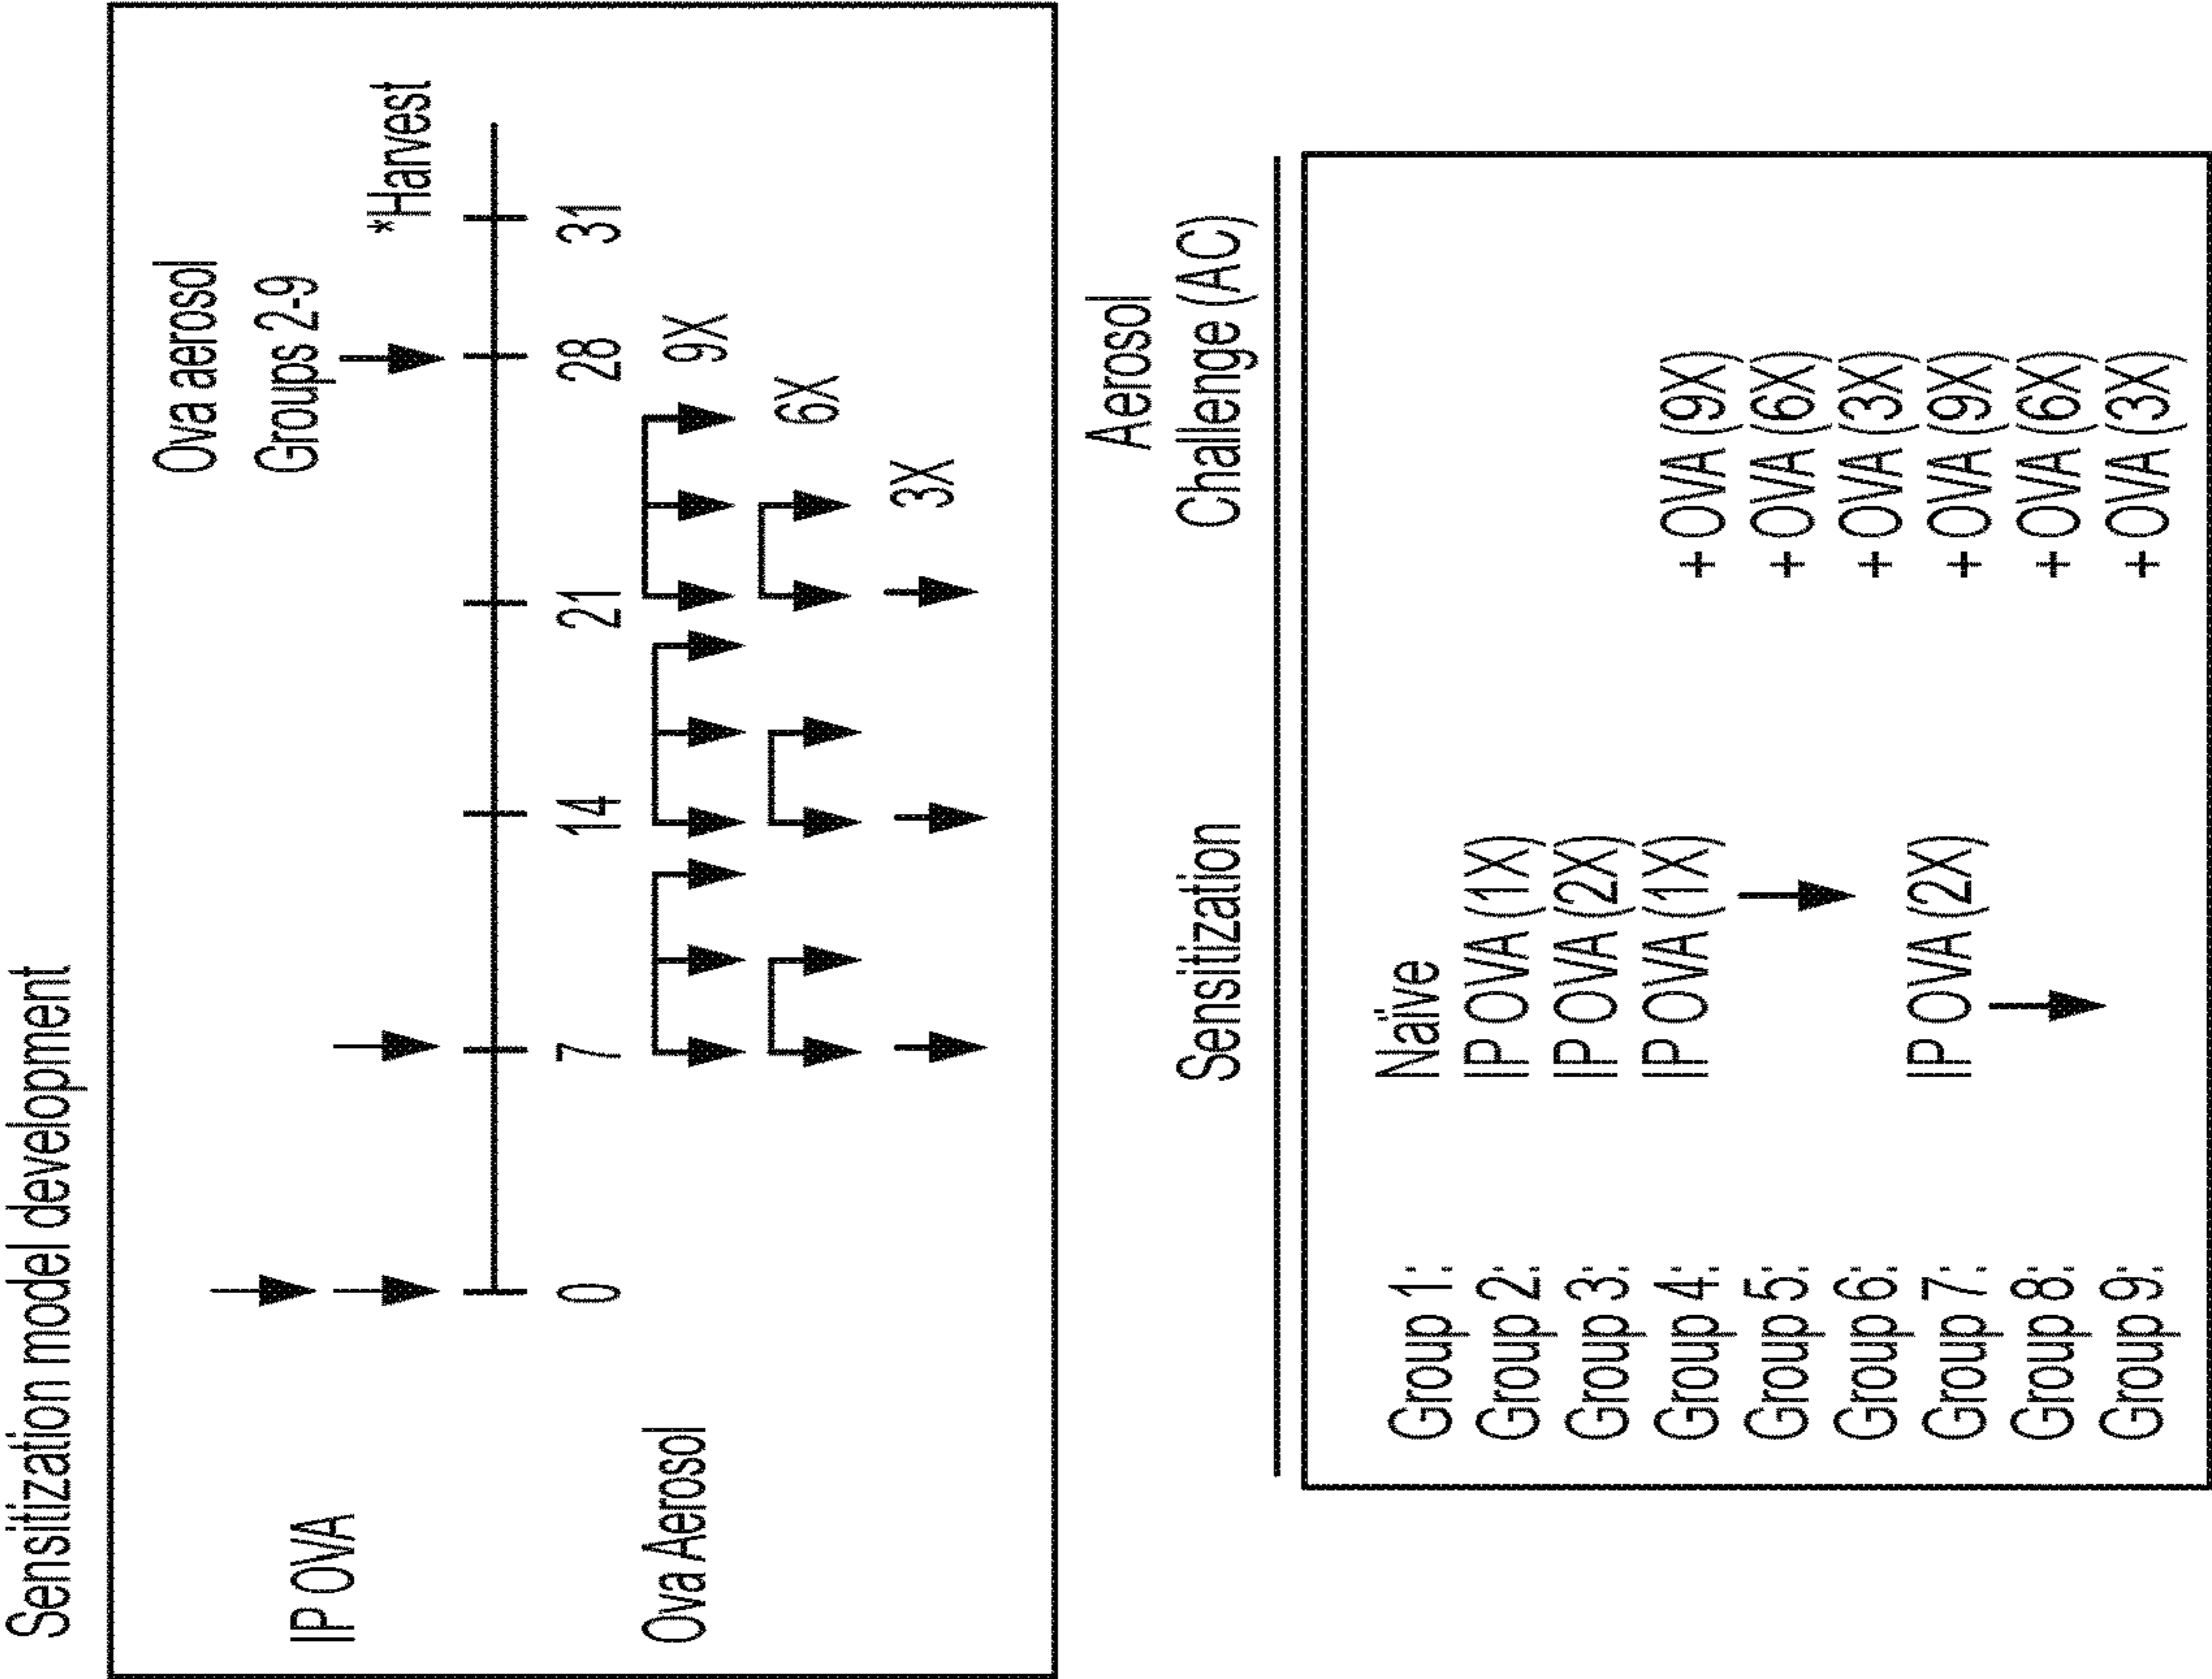 Sensitization model development
Ova aerosol
Groups 2-9
*Harvest
IP OVA
0 7 14 21 28 31
Ova Aerosol
9X
6X
3X
Aerosol
Sensitization Challenge (AC)
Group 1: Naïve
Group 2: IP OVA (1X)
Group 3: IP OVA (2X)
Group 4: IP OVA (1X) + OVA (9X)
Group 5: + OVA (6X)
Group 6: + OVA (3X)
Group 7: IP OVA (2X) + OVA (9X)
Group 8: + OVA (6X)
Group 9: + OVA (3X)